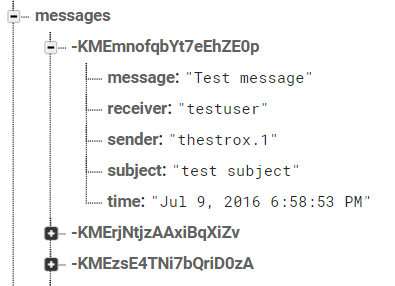 messages
-KMEmnofqbYt7eEhZE0p
message: "Test message"
receiver: "testuser"
sender: "thestrox.1"
subject: "test subject"
time: "Jul 9, 2016 6:58:53 PM"
-KMErjNtjzAAxiBqXiZv
-KMEzsE4TNi7bQriD0zA